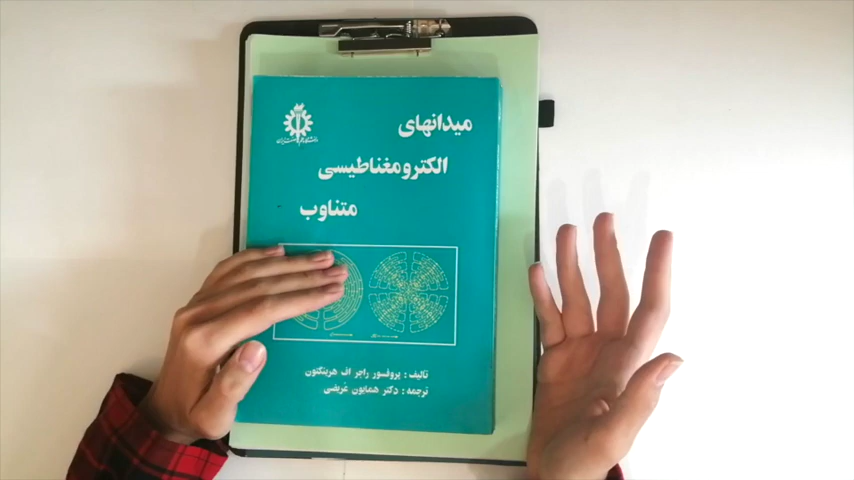 میدانهای
الکترومغناطیسی
متناوب
تالیف : پروفسور راجر اف هرینگتون
ترجمه : دکتر همایون عریضی